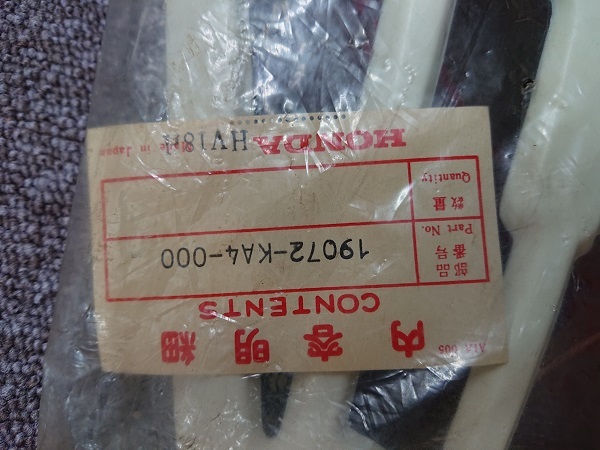 内容明細
CONTENTS
部品番号
Part No.
19072-KA4-000
数量
Quantity
HONDA
Made in Japan